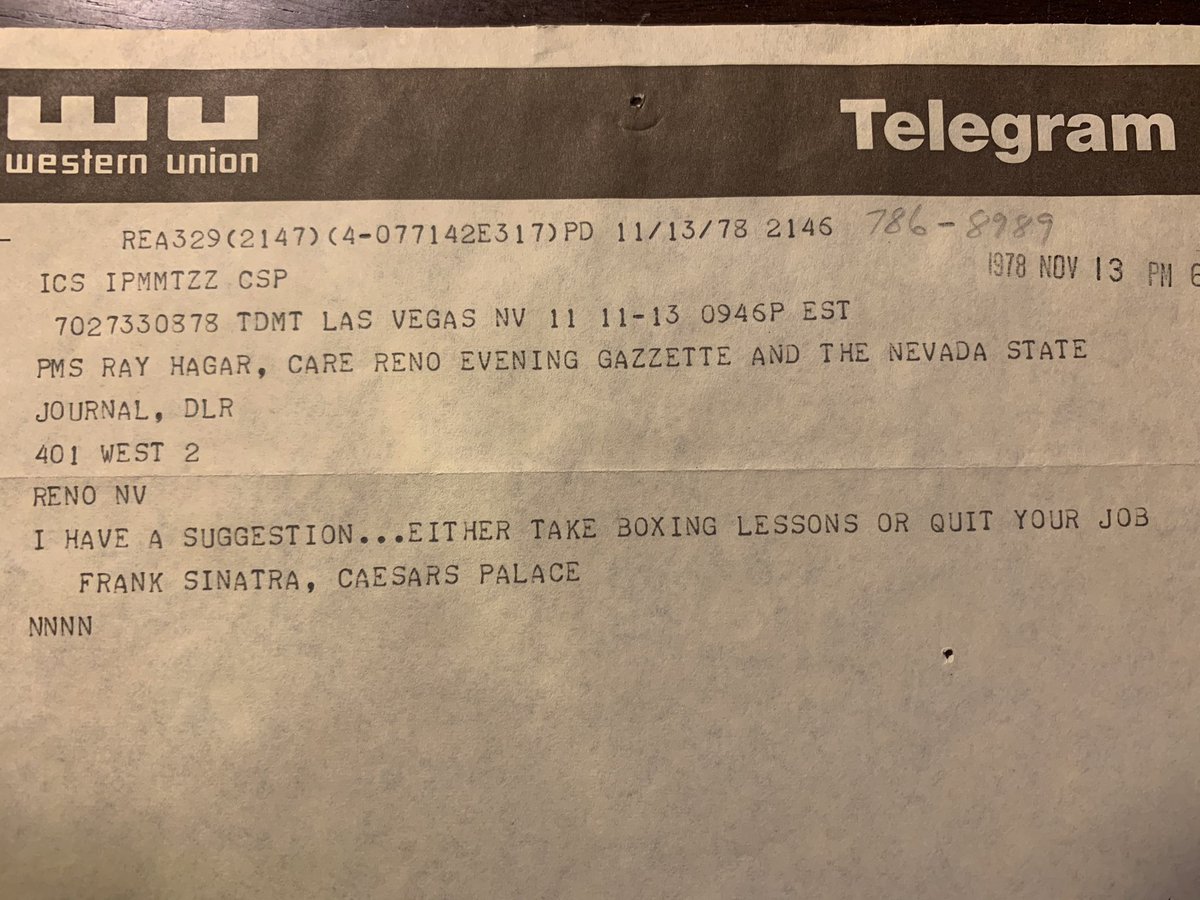 WU
western union
Telegram
REA329(2147)(4-077142E317)PD 11/13/78 2146 786-8989
1978 NOV 13 PM 6
ICS IPMMTZZ CSP
7027330878 TDMT LAS VEGAS NV 11 11-13 0946P EST
PMS RAY HAGAR, CARE RENO EVENING GAZZETTE AND THE NEVADA STATE
JOURNAL, DLR
401 WEST 2
RENO NV
I HAVE A SUGGESTION...EITHER TAKE BOXING LESSONS OR QUIT YOUR JOB
FRANK SINATRA, CAESARS PALACE
NNNN